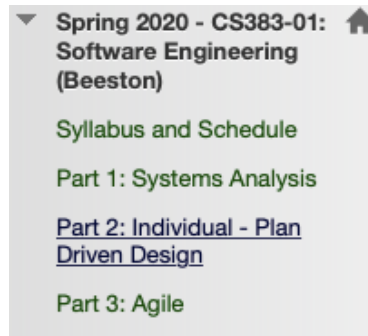 Spring 2020 - CS383-01:
Software Engineering
(Beeston)
Syllabus and Schedule
Part 1: Systems Analysis
Part 2: Individual - Plan
Driven Design
Part 3: Agile